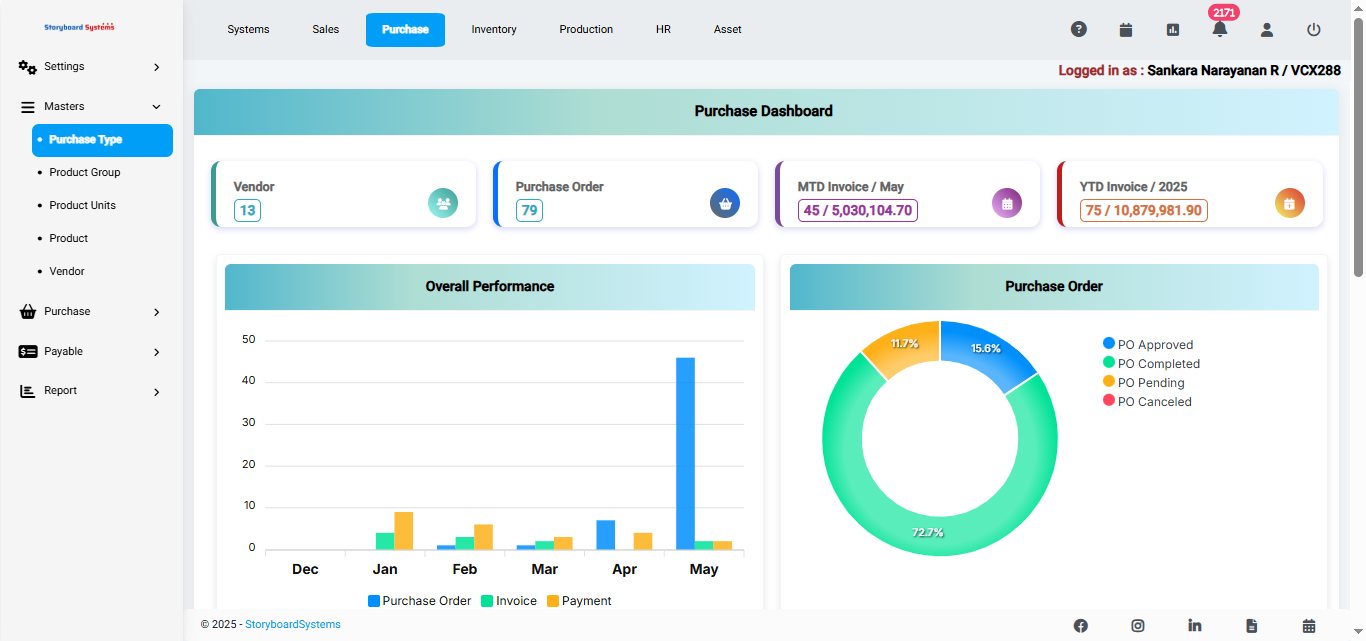 Storyboard Systems
Systems
Sales
Purchase
Inventory
Production
HR
Asset
2171
Logged in as : Sankara Narayanan R / VCX288
Settings
Masters
Purchase Type
Product Group
Product Units
Product
Vendor
Purchase
Payable
Report
Purchase Dashboard
Vendor
13
Purchase Order
79
MTD Invoice / May
45 / 5,030,104.70
YTD Invoice / 2025
75 / 10,879,981.90
Overall Performance
50
40
30
20
10
0
Dec Jan Feb Mar Apr May
Purchase Order Invoice Payment
Purchase Order
11.7%
15.6%
72.7%
PO Approved
PO Completed
PO Pending
PO Canceled
© 2025 - StoryboardSystems